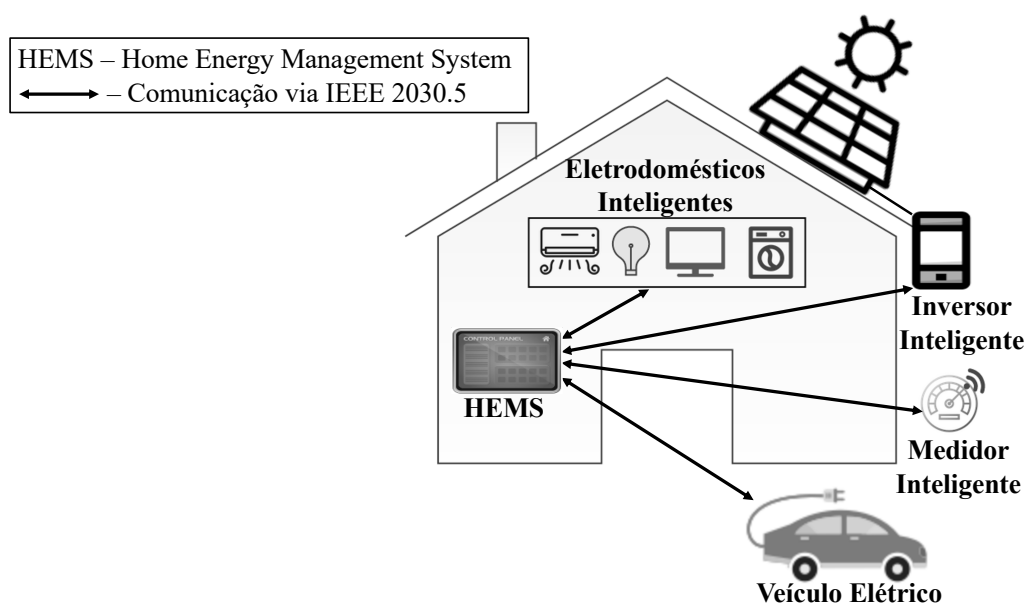 HEMS – Home Energy Management System
– Comunicação via IEEE 2030.5
Eletrodomésticos
Inteligentes
CONTROL PANEL
HEMS
Inversor
Inteligente
Medidor
Inteligente
Veículo Elétrico